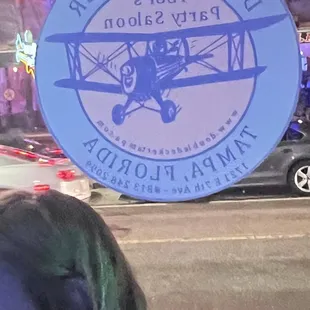 Party Saloon
www.doubledeckertampa.com
TAMPA, FLORIDA
1721 E 7th Ave · 813 248 2099